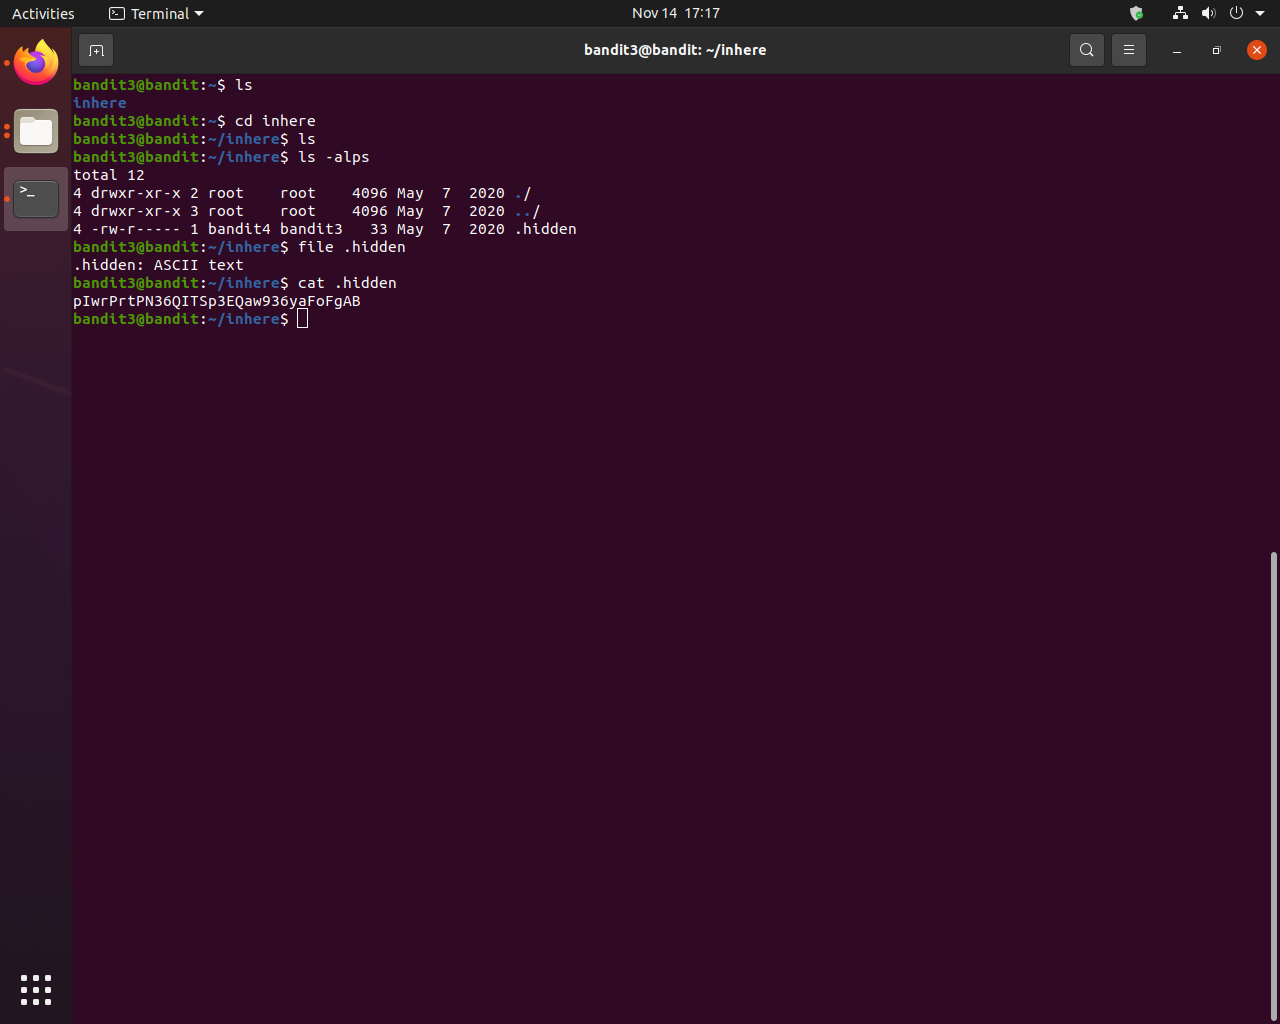 Activities Terminal Nov 14 17:17
bandit3@bandit: ~/inhere
bandit3@bandit:~$ ls
inhere
bandit3@bandit:~$ cd inhere
bandit3@bandit:~/inhere$ ls
bandit3@bandit:~/inhere$ ls -alps
total 12
4 drwxr-xr-x 2 root    root    4096 May  7  2020 ./
4 drwxr-xr-x 3 root    root    4096 May  7  2020 ../
4 -rw-r----- 1 bandit4 bandit3   33 May  7  2020 .hidden
bandit3@bandit:~/inhere$ file .hidden
.hidden: ASCII text
bandit3@bandit:~/inhere$ cat .hidden
pIwrPrtPN36QITSp3EQaw936yaFoFgAB
bandit3@bandit:~/inhere$